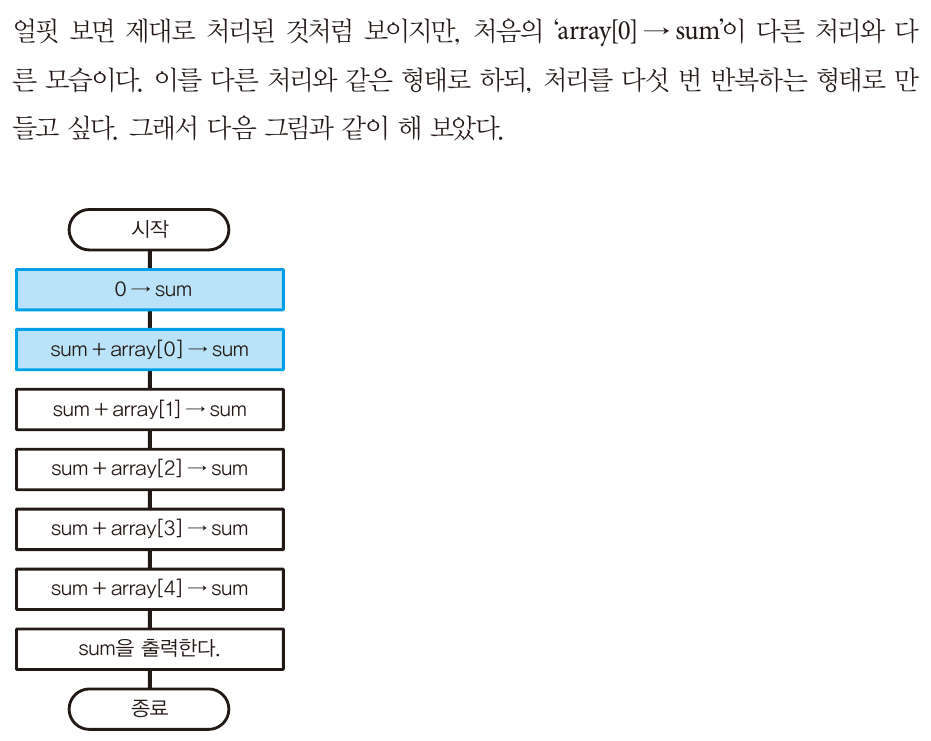 얼핏 보면 제대로 처리된 것처럼 보이지만, 처음의 ‘array[0] → sum’이 다른 처리와 다
른 모습이다. 이를 다른 처리와 같은 형태로 하되, 처리를 다섯 번 반복하는 형태로 만
들고 싶다. 그래서 다음 그림과 같이 해 보았다.
시작
0 → sum
sum + array[0] → sum
sum + array[1] → sum
sum + array[2] → sum
sum + array[3] → sum
sum + array[4] → sum
sum을 출력한다.
종료